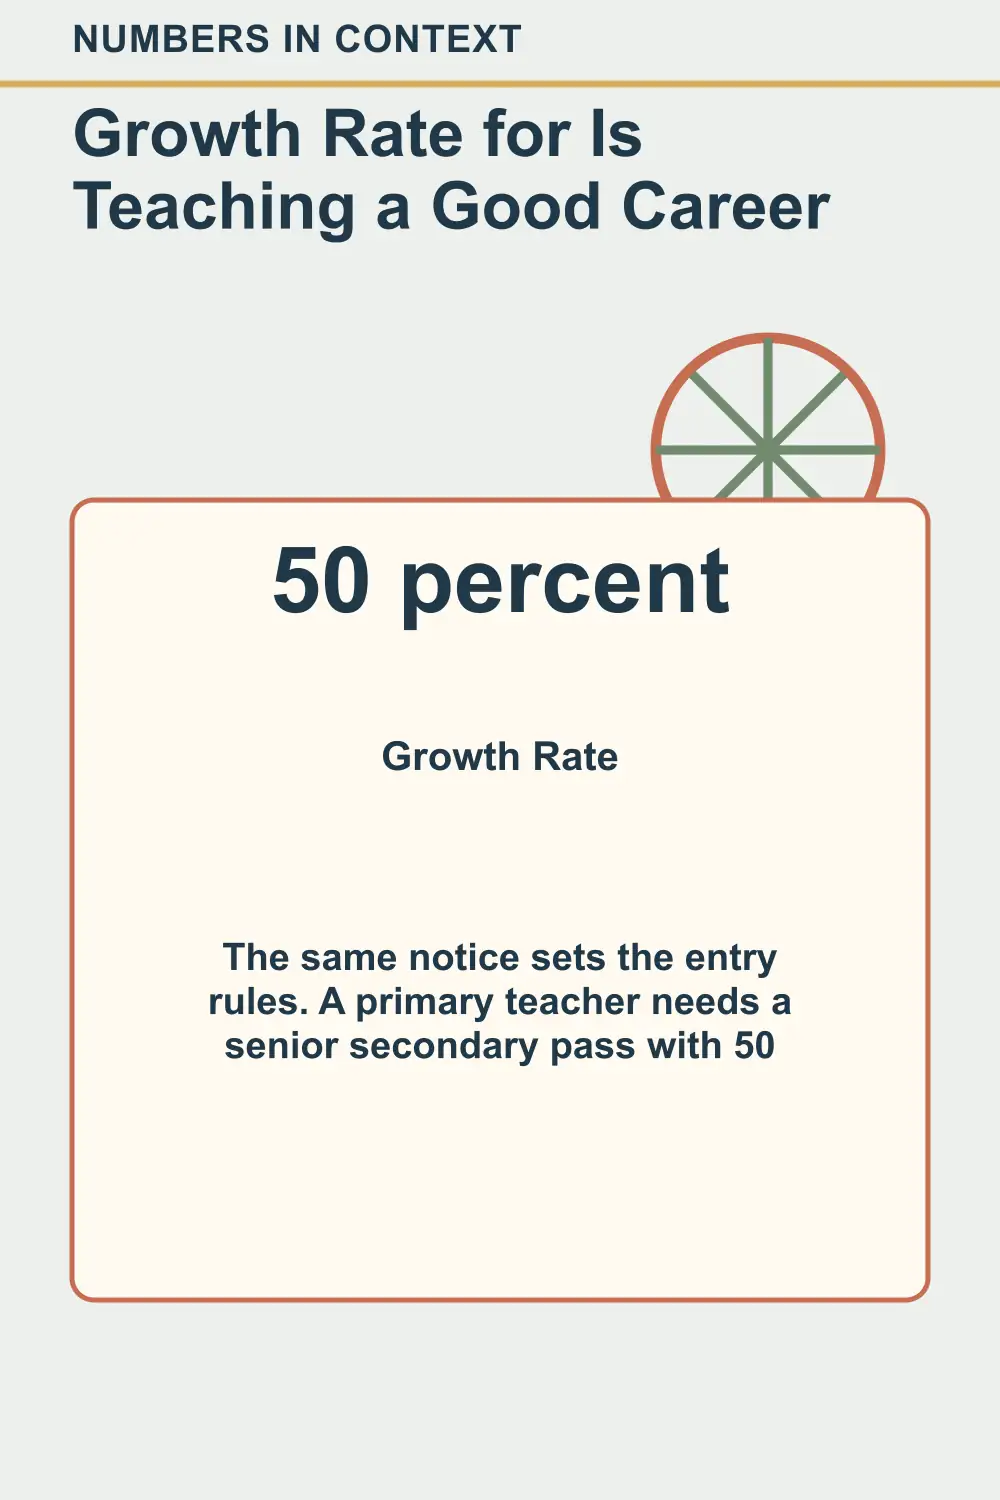 NUMBERS IN CONTEXT
Growth Rate for Is
Teaching a Good Career
50 percent
Growth Rate
The same notice sets the entry
rules. A primary teacher needs a
senior secondary pass with 50